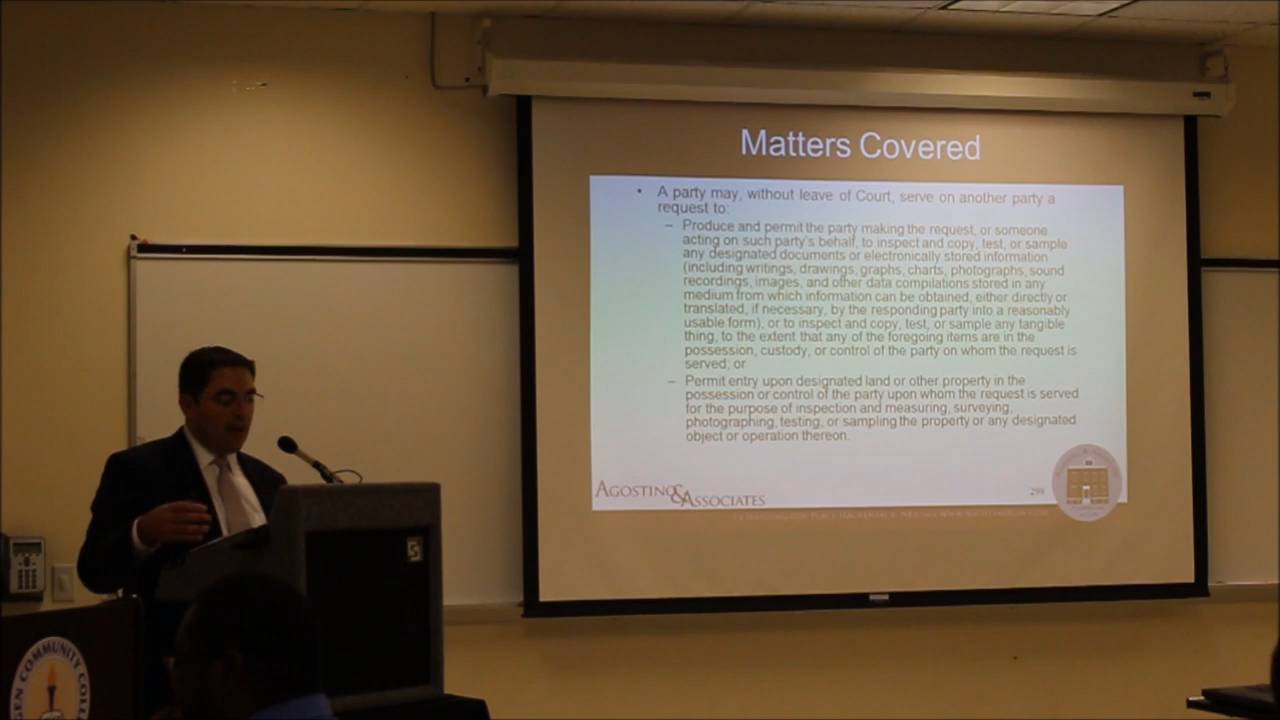 Matters Covered
• A party may, without leave of Court, serve on another party a
request to:
– Produce and permit the party making the request, or someone
acting on such party's behalf, to inspect and copy, test, or sample
any designated documents or electronically stored information
(including writings, drawings, graphs, charts, photographs, sound
recordings, images, and other data compilations stored in any
medium from which information can be obtained, either directly or
translated, if necessary, by the responding party into a reasonably
usable form), or to inspect and copy, test, or sample any tangible
thing, to the extent that any of the foregoing items are in the
possession, custody, or control of the party on whom the request is
served; or
– Permit entry upon designated land or other property in the
possession or control of the party upon whom the request is served
for the purpose of inspection and measuring, surveying,
photographing, testing, or sampling the property or any designated
object or operation thereon.
AGOSTINO & ASSOCIATES
298
GEN COMMUNITY COLLE